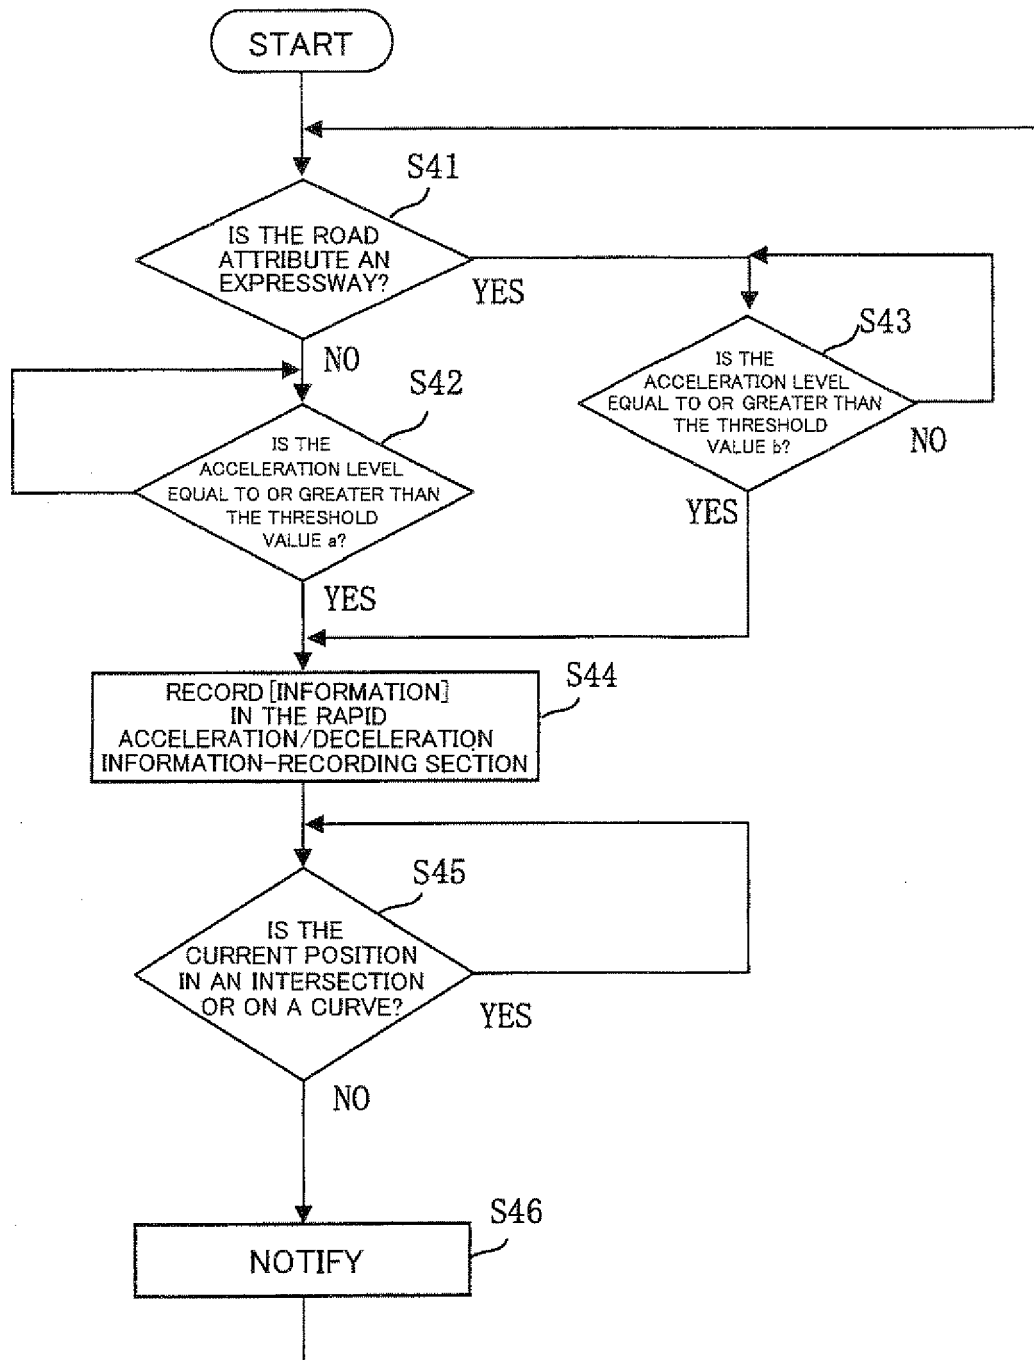 START
S41
IS THE ROAD
ATTRIBUTE AN
EXPRESSWAY?
YES
NO
S43
IS THE
ACCELERATION LEVEL
EQUAL TO OR GREATER THAN
THE THRESHOLD
VALUE b?
NO
YES
S42
IS THE
ACCELERATION LEVEL
EQUAL TO OR GREATER THAN
THE THRESHOLD
VALUE a?
YES
S44
RECORD [INFORMATION]
IN THE RAPID
ACCELERATION/DECELERATION
INFORMATION-RECORDING SECTION
S45
IS THE
CURRENT POSITION
IN AN INTERSECTION
OR ON A CURVE?
YES
NO
S46
NOTIFY